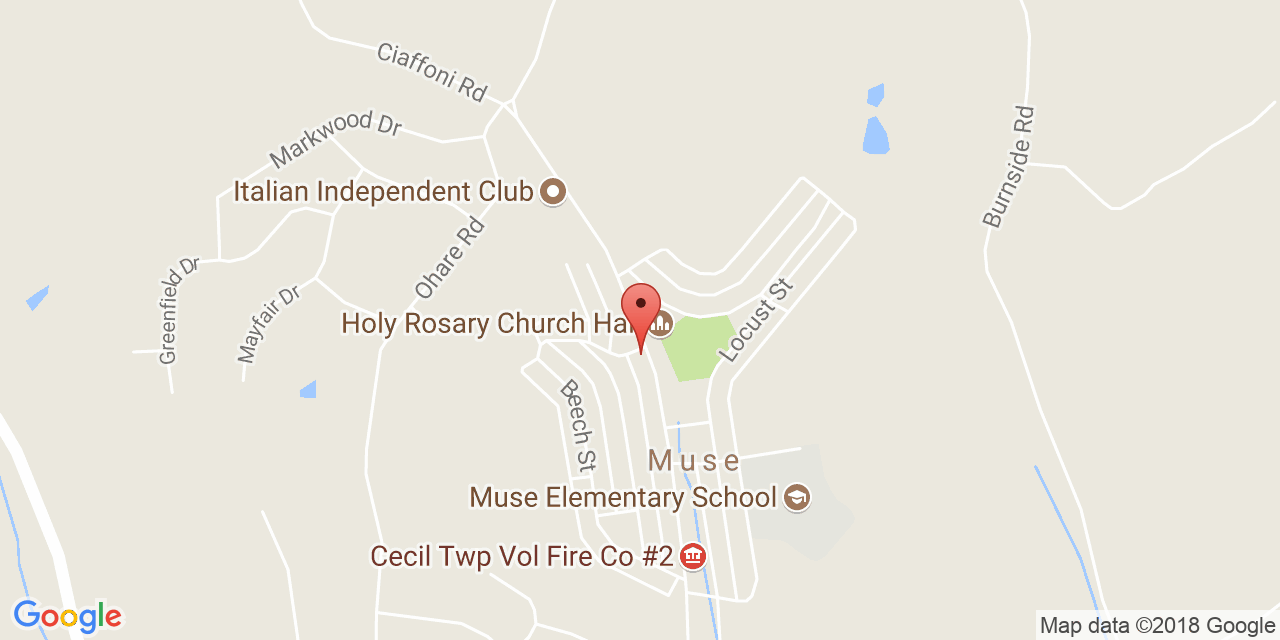 Ciaffoni Rd
Markwood Dr
Burnside Rd
Italian Independent Club
Ohare Rd
Greenfield Dr
Mayfair Dr
Locust St
Holy Rosary Church Hal
Beech St
Muse
Muse Elementary School
Cecil Twp Vol Fire Co #2
Google
Map data ©2018 Google